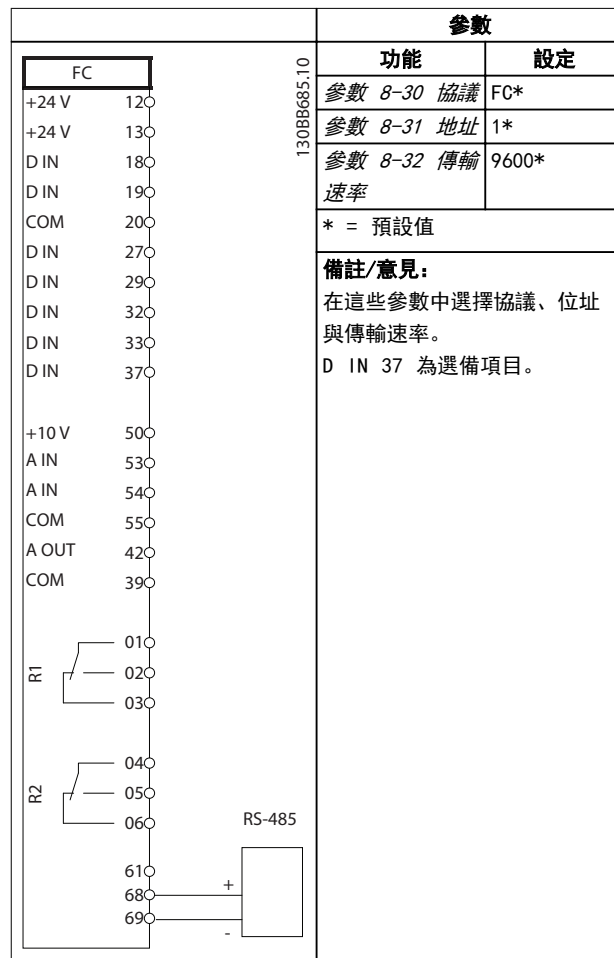 FC
130BB685.10
+24 V 12
+24 V 13
D IN 18
D IN 19
COM 20
D IN 27
D IN 29
D IN 32
D IN 33
D IN 37
+10 V 50
A IN 53
A IN 54
COM 55
A OUT 42
COM 39
R1
01
02
03
R2
04
05
06
RS-485
61
68 +
69 -
參數
功能 設定
參數 8-30 協議 FC*
參數 8-31 地址 1*
參數 8-32 傳輸 9600*
速率
* = 預設值
備註/意見:
在這些參數中選擇協議、位址
與傳輸速率。
D IN 37 為選備項目。